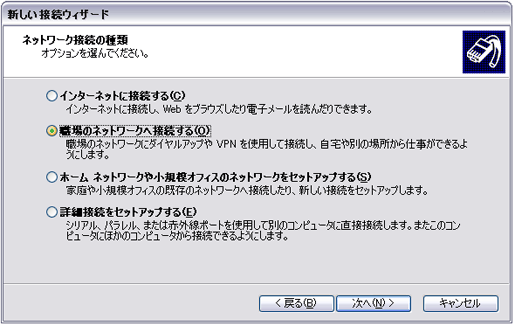 新しい接続ウィザード
ネットワーク接続の種類
オプションを選んでください。
インターネットに接続する(C)
インターネットに接続し、Web をブラウズしたり電子メールを読んだりできます。
職場のネットワークへ接続する(O)
職場のネットワークにダイヤルアップや VPN を使用して接続し、自宅や別の場所から仕事ができるよ
うにします。
ホーム ネットワークや小規模オフィスのネットワークをセットアップする(S)
家庭や小規模オフィスの既存のネットワークへ接続したり、新しい接続をセットアップします。
詳細接続をセットアップする(E)
シリアル、パラレル、または赤外線ポートを使用して別のコンピュータに直接接続します。またこのコン
ピュータにほかのコンピュータから接続できるようにします。
< 戻る(B) 次へ(N) > キャンセル